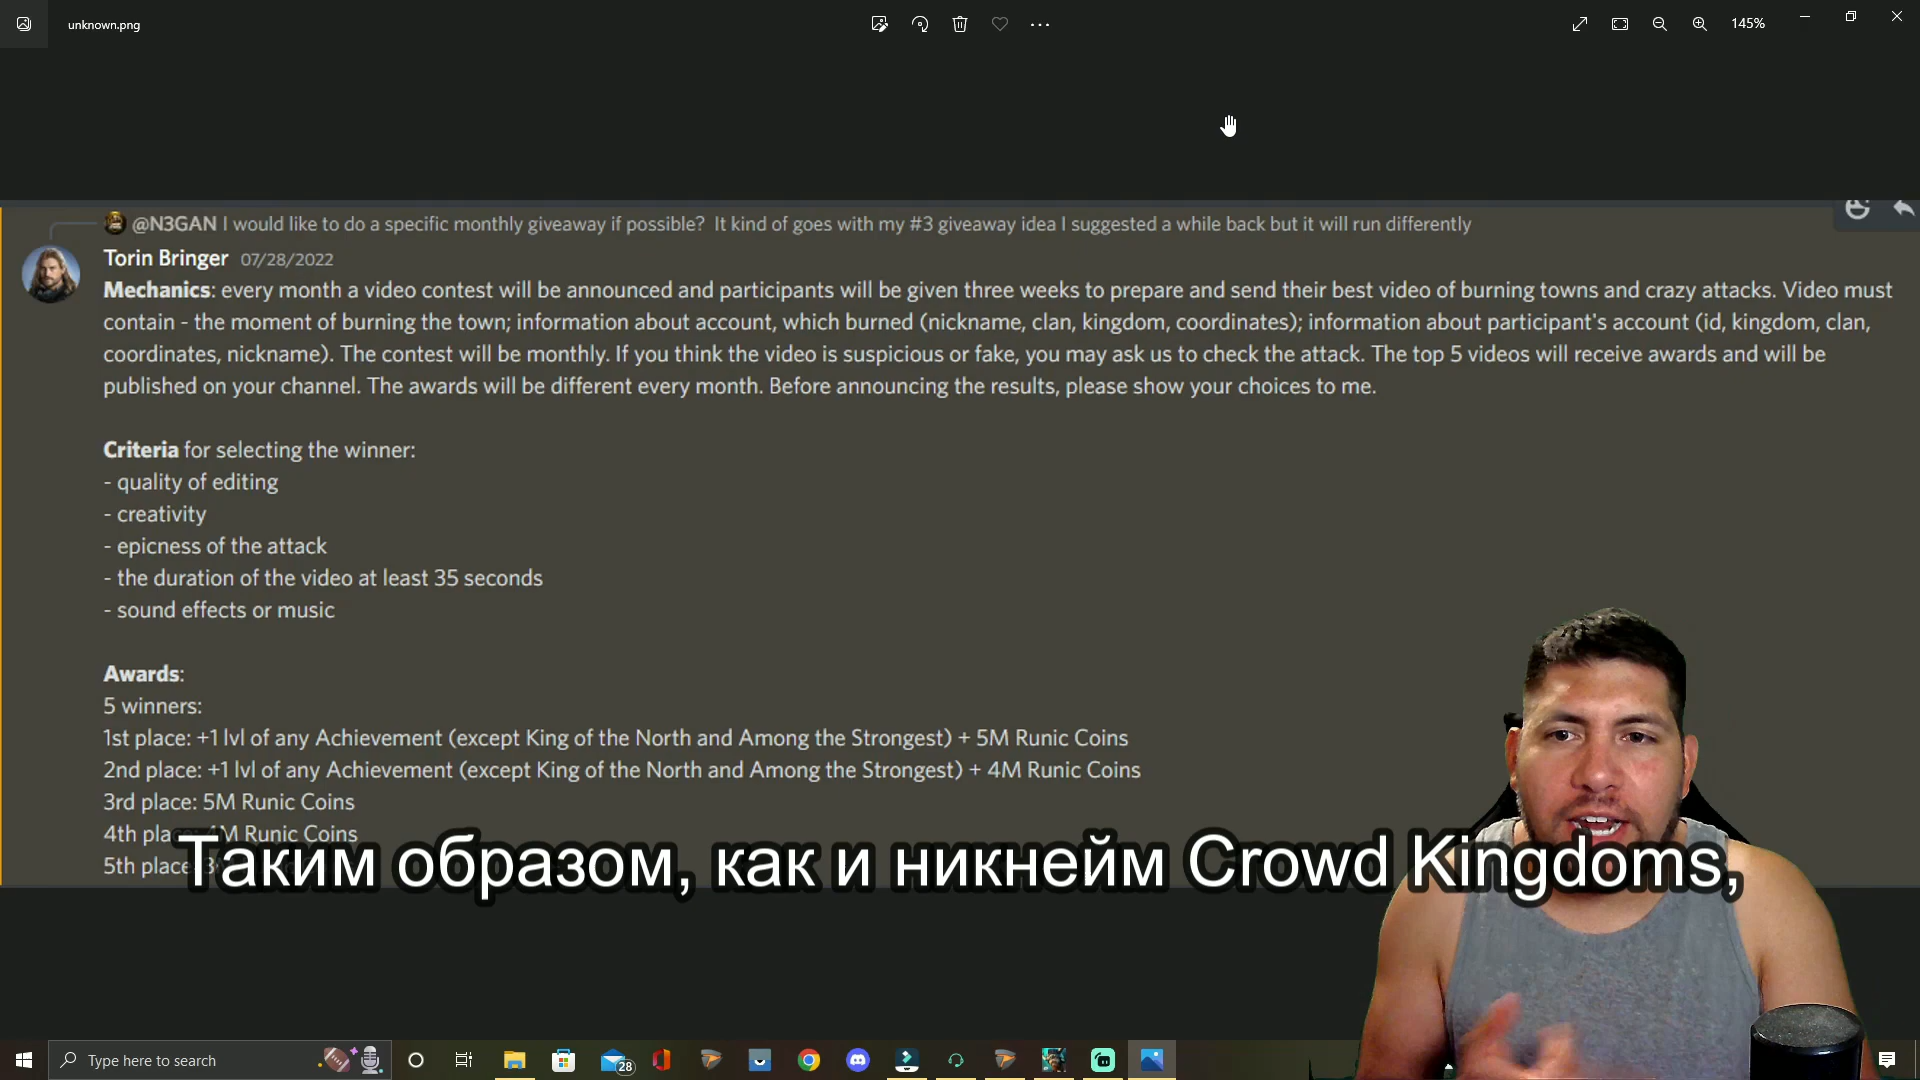 unknown.png
145%
@N3GAN I would like to do a specific monthly giveaway if possible? It kind of goes with my #3 giveaway idea I suggested a while back but it will run differently
Torin Bringer 07/28/2022
Mechanics: every month a video contest will be announced and participants will be given three weeks to prepare and send their best video of burning towns and crazy attacks. Video must
contain - the moment of burning the town; information about account, which burned (nickname, clan, kingdom, coordinates); information about participant's account (id, kingdom, clan,
coordinates, nickname). The contest will be monthly. If you think the video is suspicious or fake, you may ask us to check the attack. The top 5 videos will receive awards and will be
published on your channel. The awards will be different every month. Before announcing the results, please show your choices to me.
Criteria for selecting the winner:
- quality of editing
- creativity
- epicness of the attack
- the duration of the video at least 35 seconds
- sound effects or music
Awards:
5 winners:
1st place: +1 lvl of any Achievement (except King of the North and Among the Strongest) + 5M Runic Coins
2nd place: +1 lvl of any Achievement (except King of the North and Among the Strongest) + 4M Runic Coins
3rd place: 5M Runic Coins
4th place: 4M Runic Coins
5th place
Таким образом, как и никнейм Crowd Kingdoms,
Type here to search
28